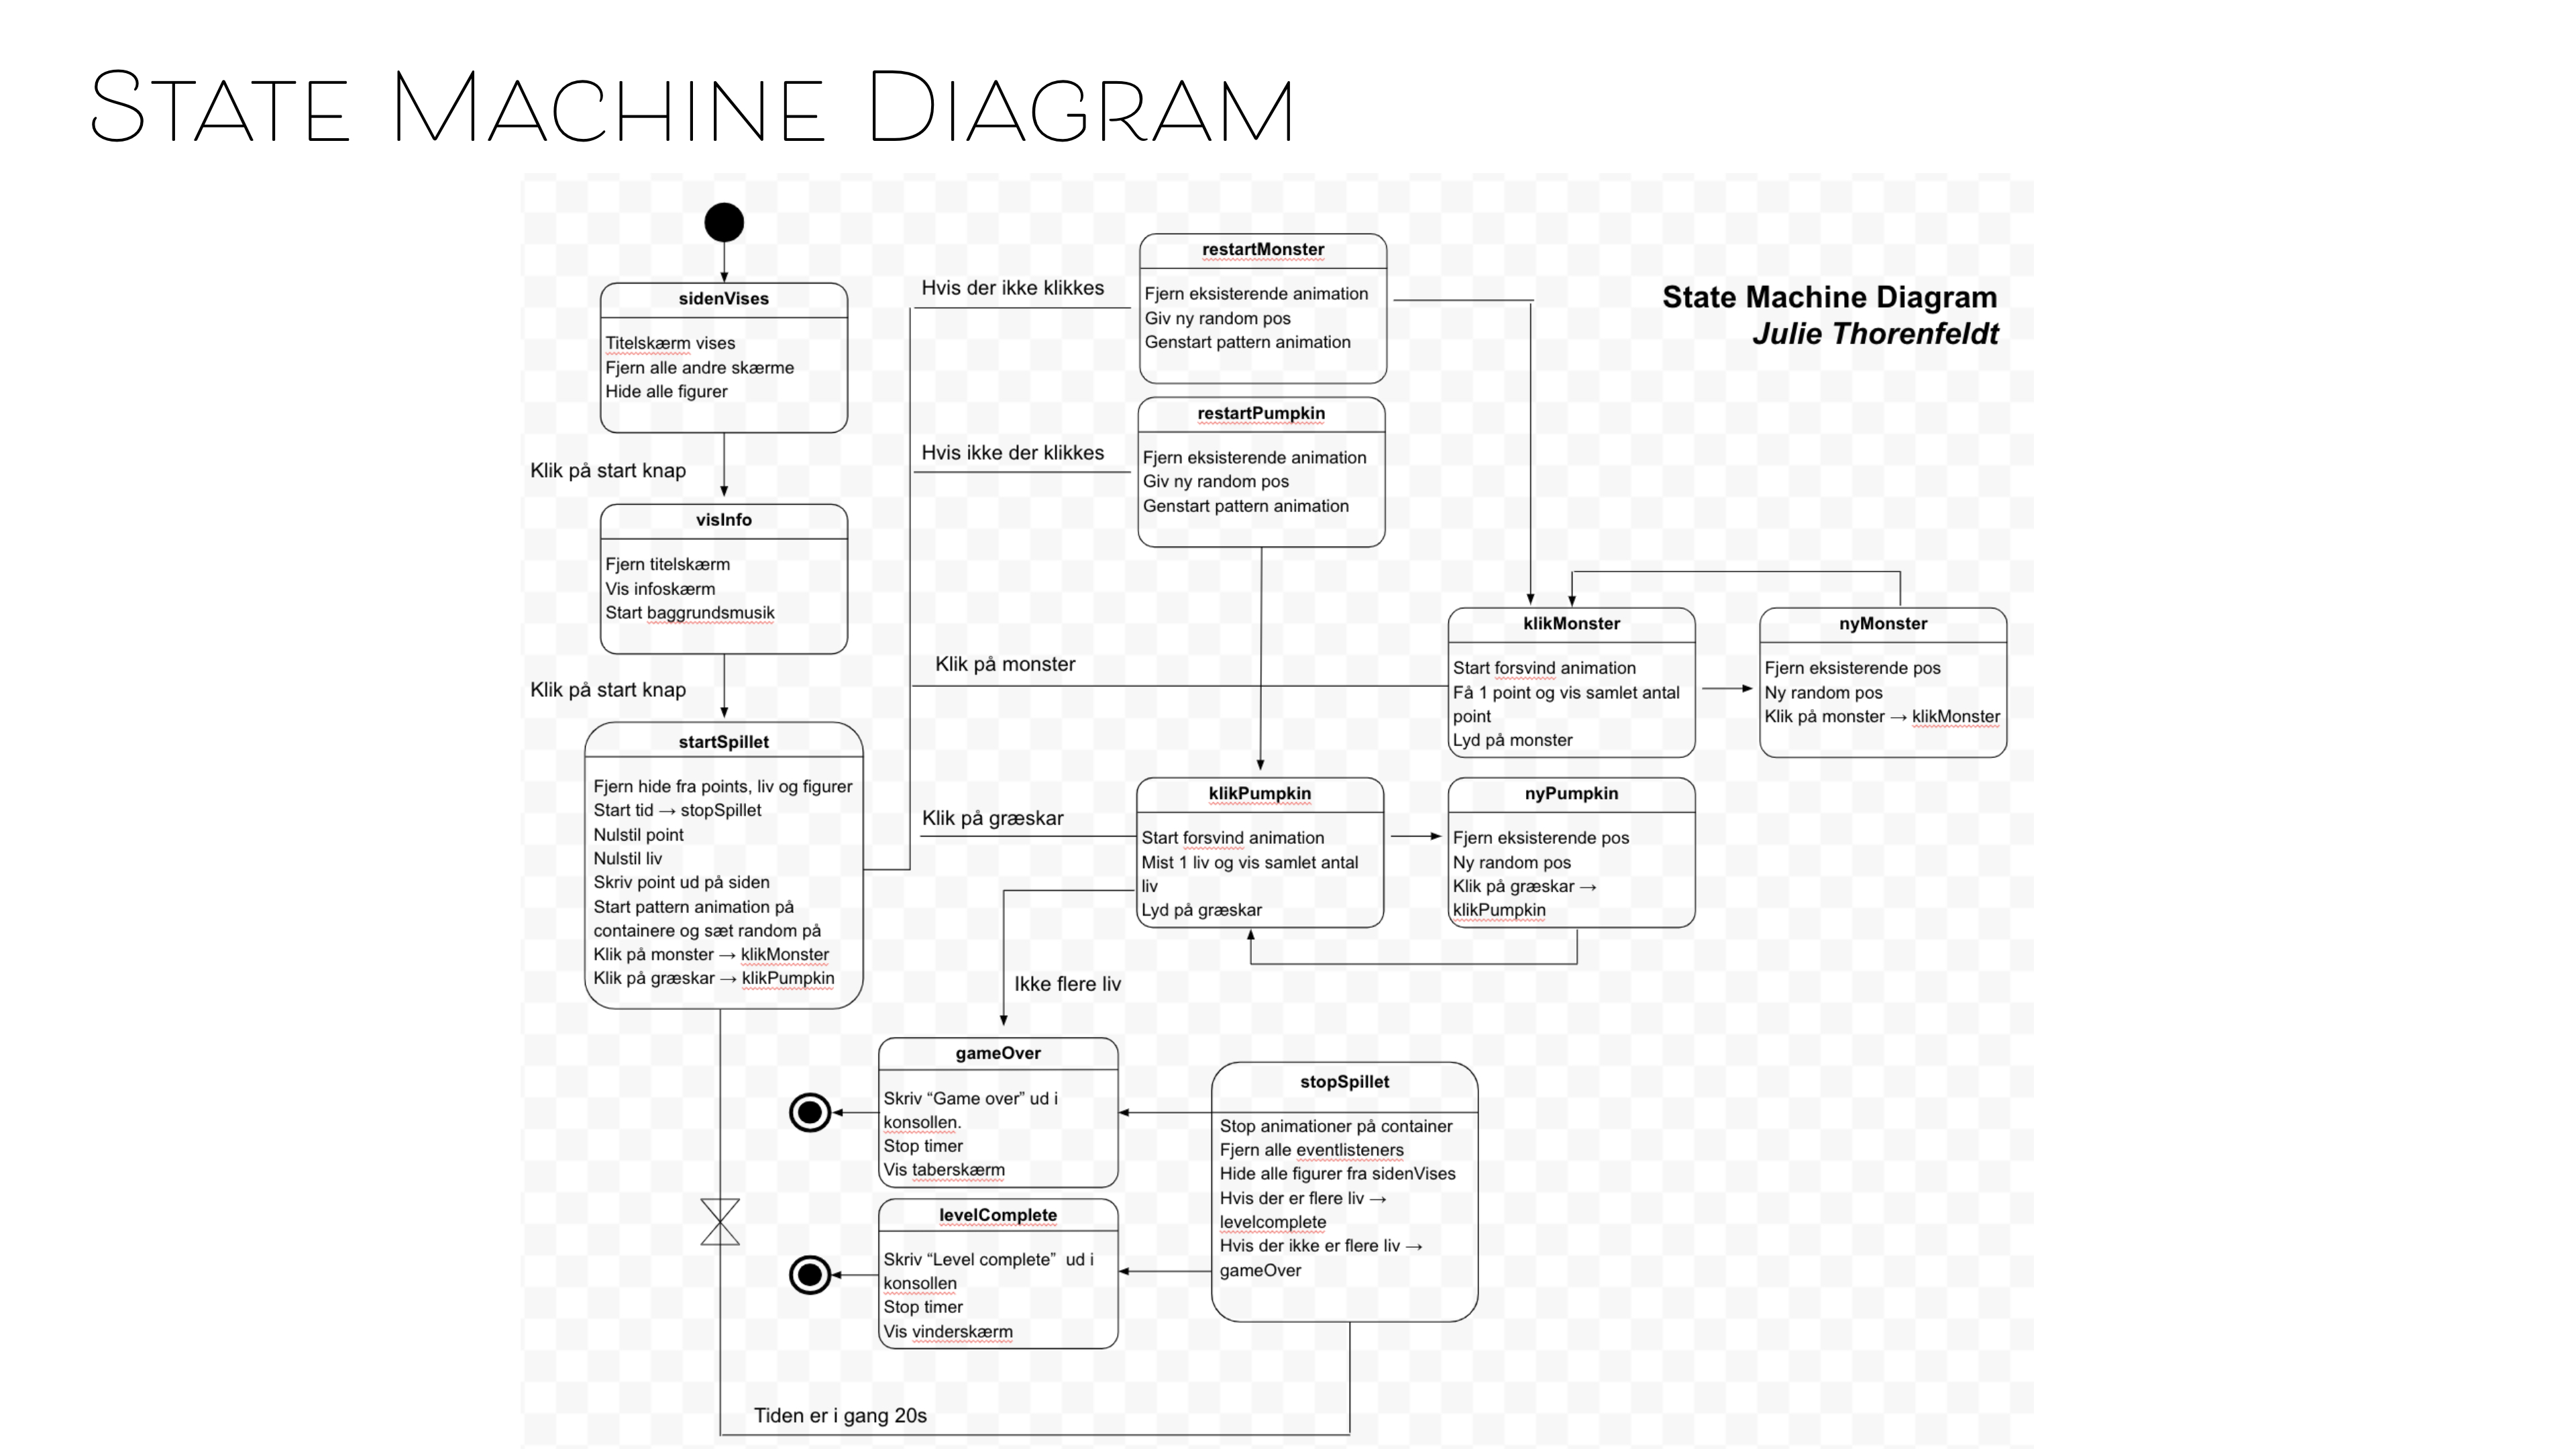 STATE MACHINE DIAGRAM
State Machine Diagram
Julie Thorenfeldt
sidenVises
Titelskærm vises
Fjern alle andre skærme
Hide alle figurer
Klik på start knap
visInfo
Fjern titelskærm
Vis infoskærm
Start baggrundsmusik
Klik på start knap
startSpillet
Fjern hide fra points, liv og figurer
Start tid → stopSpillet
Nulstil point
Nulstil liv
Skriv point ud på siden
Start pattern animation på
containere og sæt random på
Klik på monster → klikMonster
Klik på græskar → klikPumpkin
Hvis der ikke klikkes
restartMonster
Fjern eksisterende animation
Giv ny random pos
Genstart pattern animation
Hvis ikke der klikkes
restartPumpkin
Fjern eksisterende animation
Giv ny random pos
Genstart pattern animation
Klik på monster
klikMonster
Start forsvind animation
Få 1 point og vis samlet antal
point
Lyd på monster
nyMonster
Fjern eksisterende pos
Ny random pos
Klik på monster → klikMonster
Klik på græskar
klikPumpkin
Start forsvind animation
Mist 1 liv og vis samlet antal
liv
Lyd på græskar
nyPumpkin
Fjern eksisterende pos
Ny random pos
Klik på græskar →
klikPumpkin
Ikke flere liv
gameOver
Skriv “Game over” ud i
konsollen.
Stop timer
Vis taberskærm
stopSpillet
Stop animationer på container
Fjern alle eventlisteners
Hide alle figurer fra sidenVises
Hvis der er flere liv →
levelcomplete
Hvis der ikke er flere liv →
gameOver
levelComplete
Skriv “Level complete” ud i
konsollen
Stop timer
Vis vinderskærm
Tiden er i gang 20s